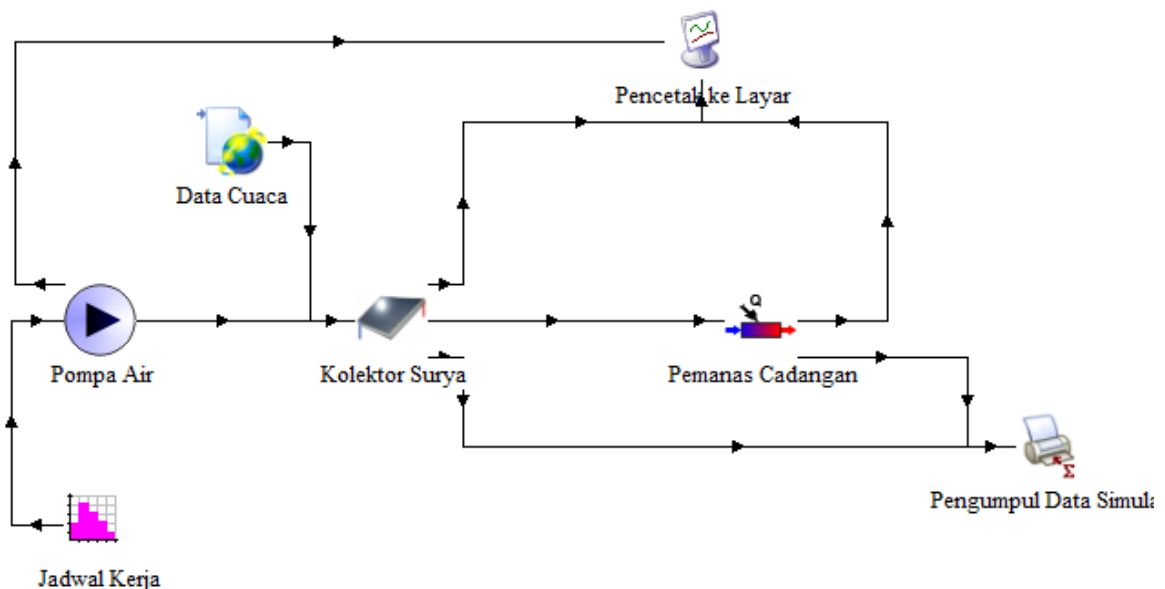 Pencetak ke Layar
Data Cuaca
Q
Pompa Air
Kolektor Surya
Pemanas Cadangan
Σ
Pengumpul Data Simula
Jadwal Kerja